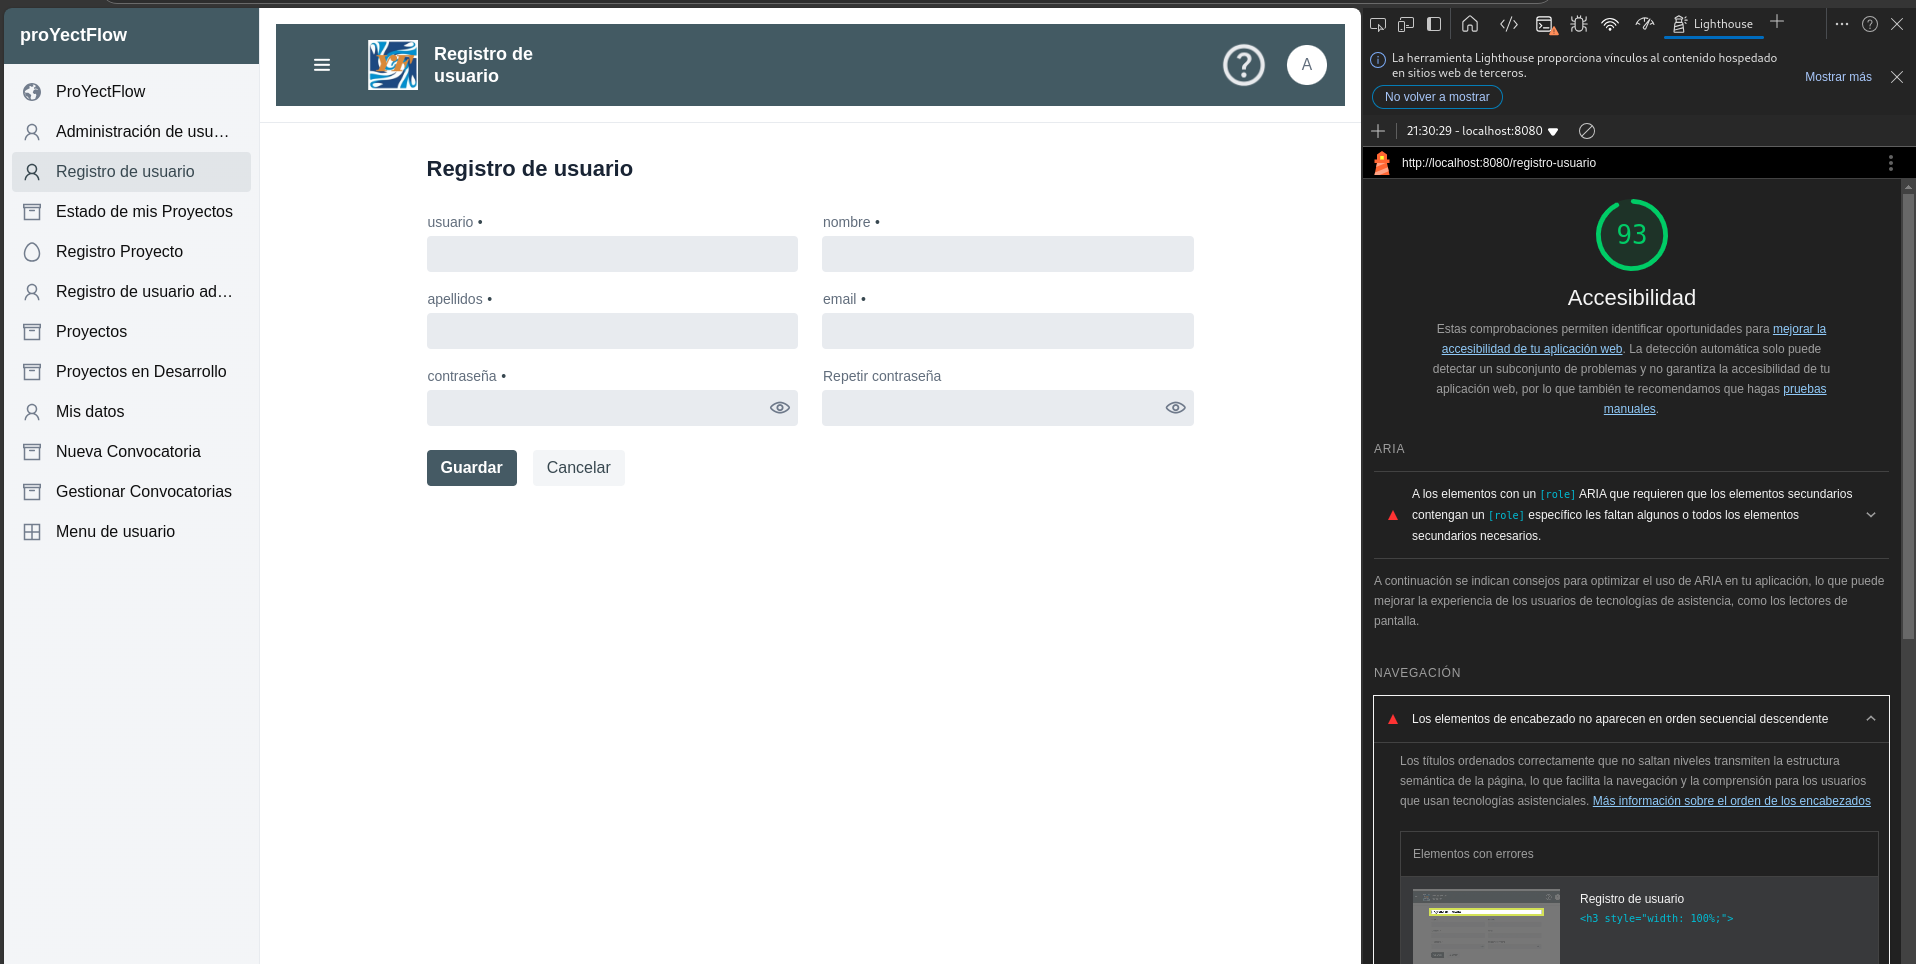 proYectFlow
ProYectFlow
Administración de usu…
Registro de usuario
Estado de mis Proyectos
Registro Proyecto
Registro de usuario ad…
Proyectos
Proyectos en Desarrollo
Mis datos
Nueva Convocatoria
Gestionar Convocatorias
Menu de usuario
YF
Registro de
usuario
?
A
Registro de usuario
usuario •
nombre •
apellidos •
email •
contraseña •
Repetir contraseña
Guardar
Cancelar
Lighthouse
La herramienta Lighthouse proporciona vínculos al contenido hospedado
en sitios web de terceros.
Mostrar más
No volver a mostrar
21:30:29 - localhost:8080
http://localhost:8080/registro-usuario
93
Accesibilidad
Estas comprobaciones permiten identificar oportunidades para mejorar la
accesibilidad de tu aplicación web. La detección automática solo puede
detectar un subconjunto de problemas y no garantiza la accesibilidad de tu
aplicación web, por lo que también te recomendamos que hagas pruebas
manuales.
ARIA
A los elementos con un [role] ARIA que requieren que los elementos secundarios
contengan un [role] específico les faltan algunos o todos los elementos
secundarios necesarios.
A continuación se indican consejos para optimizar el uso de ARIA en tu aplicación, lo que puede
mejorar la experiencia de los usuarios de tecnologías de asistencia, como los lectores de
pantalla.
NAVEGACIÓN
Los elementos de encabezado no aparecen en orden secuencial descendente
Los títulos ordenados correctamente que no saltan niveles transmiten la estructura
semántica de la página, lo que facilita la navegación y la comprensión para los usuarios
que usan tecnologías asistenciales. Más información sobre el orden de los encabezados
Elementos con errores
Registro de usuario
<h3 style="width: 100%;">